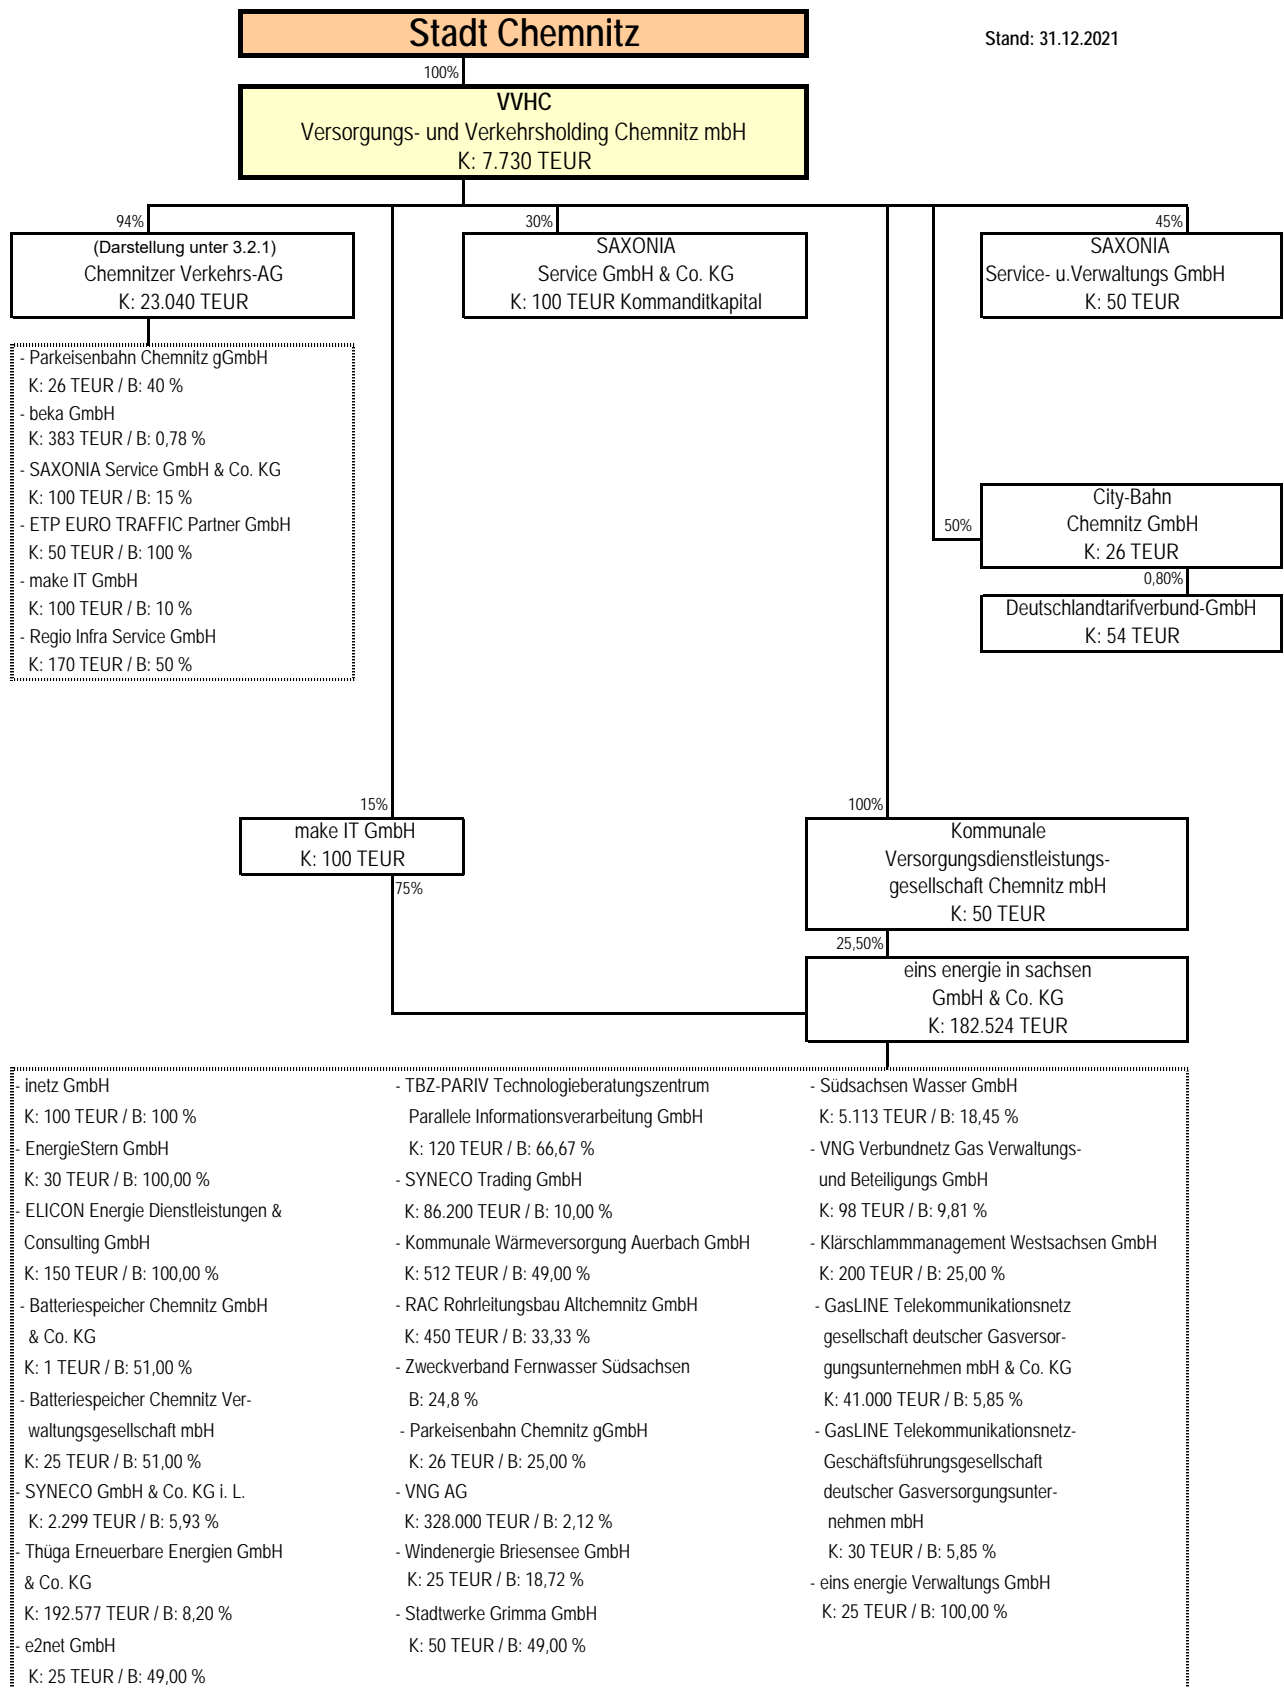 Stadt Chemnitz
Stand: 31.12.2021
100%
VVHC
Versorgungs- und Verkehrsholding Chemnitz mbH
K: 7.730 TEUR
94%
(Darstellung unter 3.2.1)
Chemnitzer Verkehrs-AG
K: 23.040 TEUR
30%
SAXONIA
Service GmbH & Co. KG
K: 100 TEUR Kommanditkapital
45%
SAXONIA
Service- u.Verwaltungs GmbH
K: 50 TEUR
- Parkeisenbahn Chemnitz gGmbH
K: 26 TEUR / B: 40 %
- beka GmbH
K: 383 TEUR / B: 0,78 %
- SAXONIA Service GmbH & Co. KG
K: 100 TEUR / B: 15 %
- ETP EURO TRAFFIC Partner GmbH
K: 50 TEUR / B: 100 %
- make IT GmbH
K: 100 TEUR / B: 10 %
- Regio Infra Service GmbH
K: 170 TEUR / B: 50 %
50%
City-Bahn
Chemnitz GmbH
K: 26 TEUR
0,80%
Deutschlandtarifverbund-GmbH
K: 54 TEUR
15%
make IT GmbH
K: 100 TEUR
75%
100%
Kommunale
Versorgungsdienstleistungs-
gesellschaft Chemnitz mbH
K: 50 TEUR
25,50%
eins energie in sachsen
GmbH & Co. KG
K: 182.524 TEUR
- inetz GmbH
K: 100 TEUR / B: 100 %
- EnergieStern GmbH
K: 30 TEUR / B: 100,00 %
- ELICON Energie Dienstleistungen &
Consulting GmbH
K: 150 TEUR / B: 100,00 %
- Batteriespeicher Chemnitz GmbH
& Co. KG
K: 1 TEUR / B: 51,00 %
- Batteriespeicher Chemnitz Ver-
waltungsgesellschaft mbH
K: 25 TEUR / B: 51,00 %
- SYNECO GmbH & Co. KG i. L.
K: 2.299 TEUR / B: 5,93 %
- Thüga Erneuerbare Energien GmbH
& Co. KG
K: 192.577 TEUR / B: 8,20 %
- e2net GmbH
K: 25 TEUR / B: 49,00 %
- TBZ-PARIV Technologieberatungszentrum
Parallele Informationsverarbeitung GmbH
K: 120 TEUR / B: 66,67 %
- SYNECO Trading GmbH
K: 86.200 TEUR / B: 10,00 %
- Kommunale Wärmeversorgung Auerbach GmbH
K: 512 TEUR / B: 49,00 %
- RAC Rohrleitungsbau Altchemnitz GmbH
K: 450 TEUR / B: 33,33 %
- Zweckverband Fernwasser Südsachsen
B: 24,8 %
- Parkeisenbahn Chemnitz gGmbH
K: 26 TEUR / B: 25,00 %
- VNG AG
K: 328.000 TEUR / B: 2,12 %
- Windenergie Briesensee GmbH
K: 25 TEUR / B: 18,72 %
- Stadtwerke Grimma GmbH
K: 50 TEUR / B: 49,00 %
- Südsachsen Wasser GmbH
K: 5.113 TEUR / B: 18,45 %
- VNG Verbundnetz Gas Verwaltungs-
und Beteiligungs GmbH
K: 98 TEUR / B: 9,81 %
- Klärschlammmanagement Westsachsen GmbH
K: 200 TEUR / B: 25,00 %
- GasLINE Telekommunikationsnetz
gesellschaft deutscher Gasversor-
gungsunternehmen mbH & Co. KG
K: 41.000 TEUR / B: 5,85 %
- GasLINE Telekommunikationsnetz-
Geschäftsführungsgesellschaft
deutscher Gasversorgungsunter-
nehmen mbH
K: 30 TEUR / B: 5,85 %
- eins energie Verwaltungs GmbH
K: 25 TEUR / B: 100,00 %